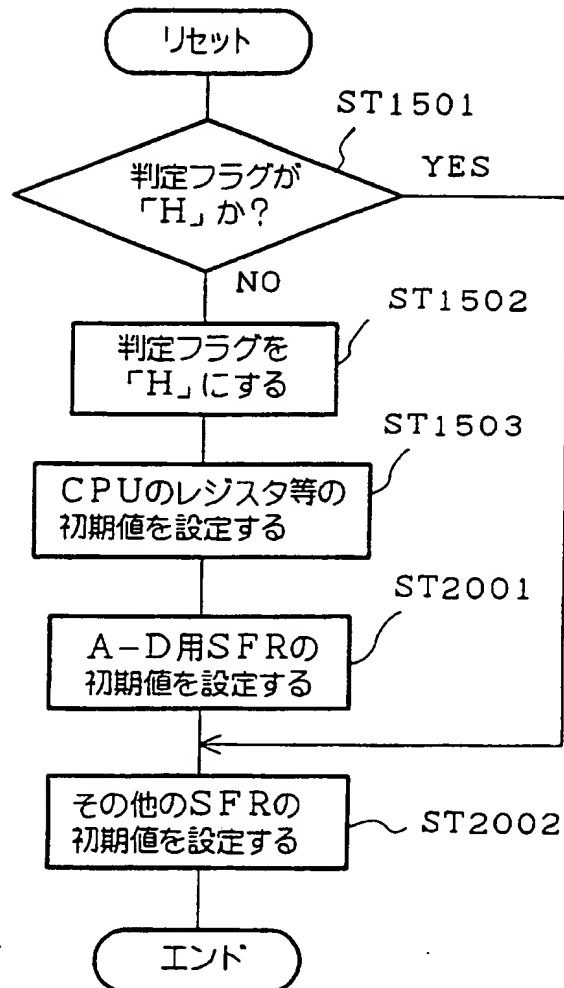 リセット
ST1501
判定フラグが
「H」か?
YES
NO
ST1502
判定フラグを
「H」にする
ST1503
CPUのレジスタ等の
初期値を設定する
ST2001
A-D用SFRの
初期値を設定する
その他のSFRの
初期値を設定する
ST2002
エンド